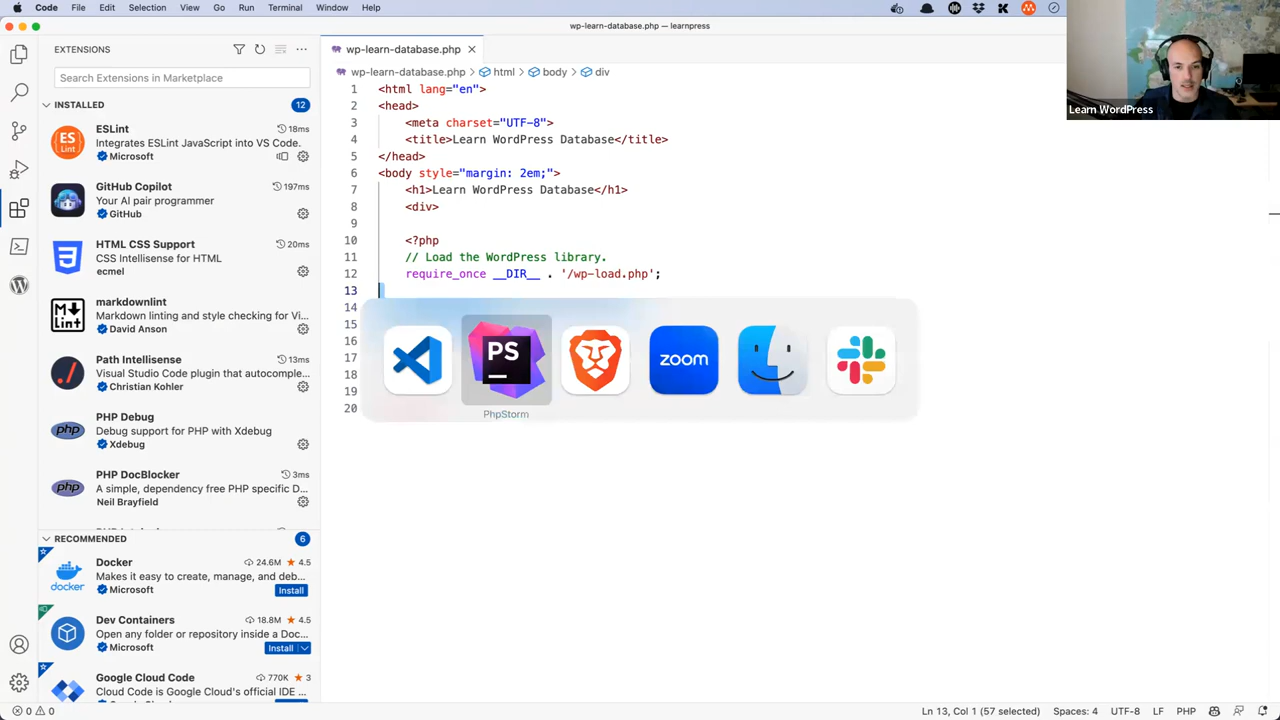 Code File Edit Selection View Go Run Terminal Window Help
wp-learn-database.php — learnpress
EXTENSIONS
Search Extensions in Marketplace
INSTALLED 12
ESLint 18ms
Integrates ESLint JavaScript into VS Code.
Microsoft
GitHub Copilot 197ms
Your AI pair programmer
GitHub
HTML CSS Support 20ms
CSS Intellisense for HTML
ecmel
markdownlint
Markdown linting and style checking for Vi...
David Anson
Path Intellisense 13ms
Visual Studio Code plugin that autocomple...
Christian Kohler
PHP Debug
Debug support for PHP with Xdebug
Xdebug
PHP DocBlocker 3ms
A simple, dependency free PHP specific D...
Neil Brayfield
RECOMMENDED 6
Docker 24.6M 4.5
Makes it easy to create, manage, and deb...
Microsoft Install
Dev Containers 18.8M 4.5
Open any folder or repository inside a Doc...
Microsoft Install
Google Cloud Code 770K 3
Cloud Code is Google Cloud's official IDE ...
wp-learn-database.php
wp-learn-database.php html body div
1 <html lang="en">
2 <head>
3 <meta charset="UTF-8">
4 <title>Learn WordPress Database</title>
5 </head>
6 <body style="margin: 2em;">
7 <h1>Learn WordPress Database</h1>
8 <div>
9
10 <?php
11 // Load the WordPress library.
12 require_once __DIR__ . '/wp-load.php';
13
14
15
16
17
18
19
20
ES
Lint
M
LINT
php
php
PS
zoom
PhpStorm
Learn WordPress
0 0
Ln 13, Col 1 (57 selected) Spaces: 4 UTF-8 LF PHP